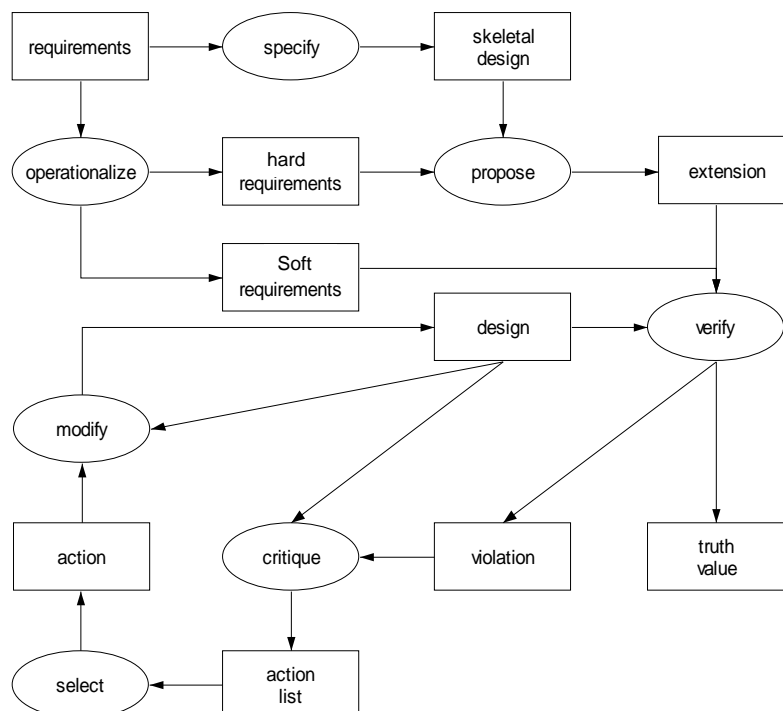 requirements
specify
skeletal
design
operationalize
hard
requirements
propose
extension
Soft
requirements
design
verify
modify
action
critique
violation
truth
value
select
action
list